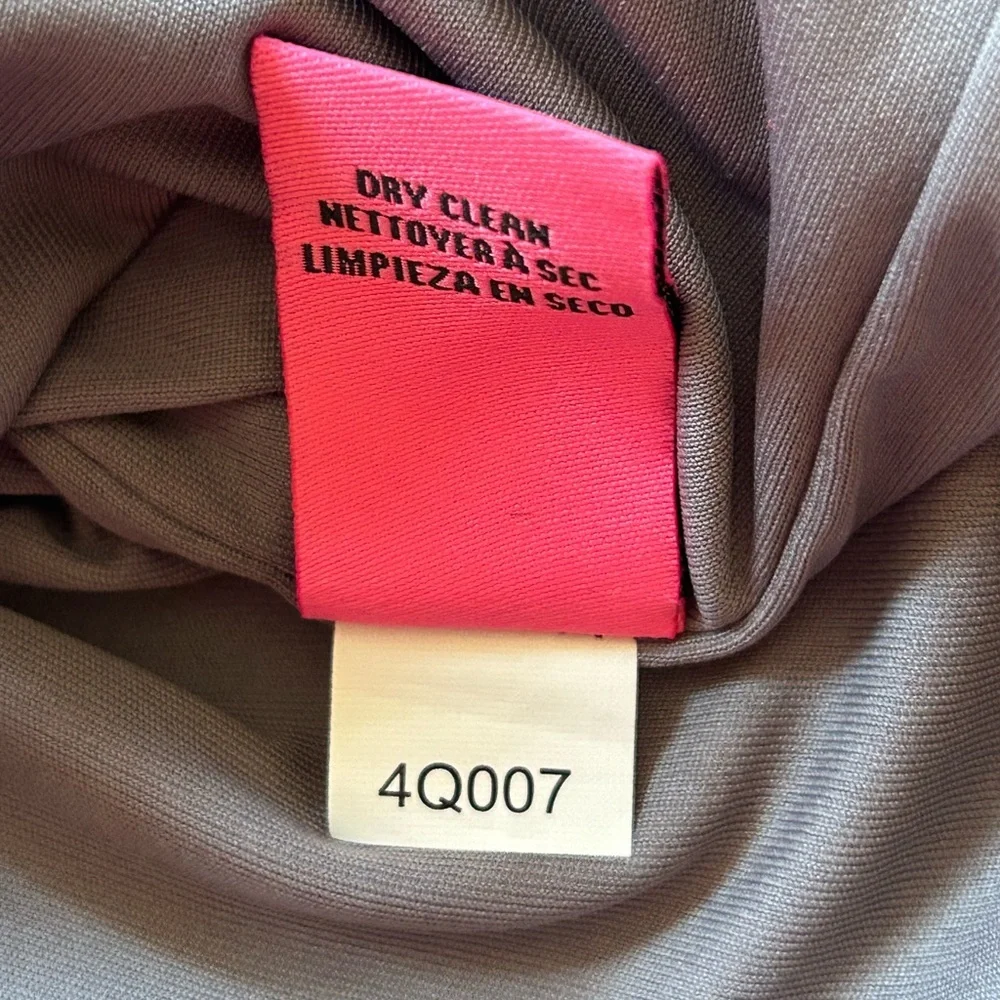 DRY CLEAN
NETTOYER À SEC
LIMPIEZA EN SECO
4Q007